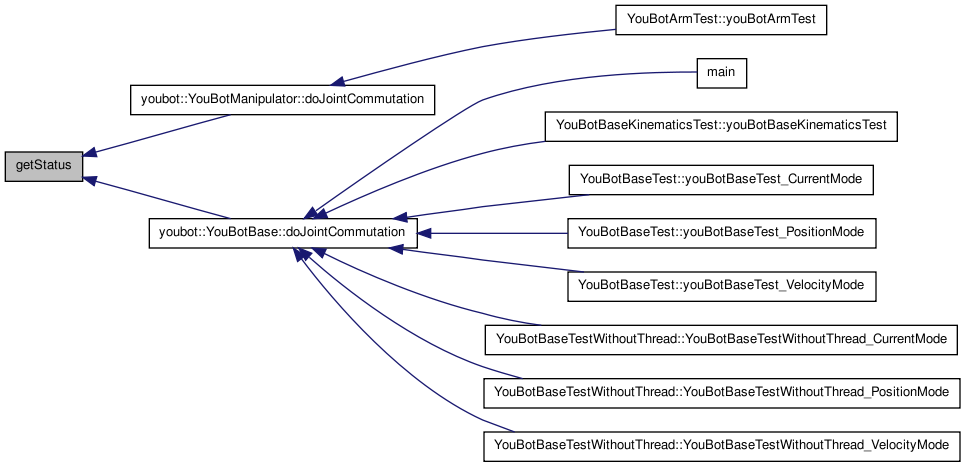 YouBotArmTest::youBotArmTest
main
youbot::YouBotManipulator::doJointCommutation
YouBotBaseKinematicsTest::youBotBaseKinematicsTest
getStatus
YouBotBaseTest::youBotBaseTest_CurrentMode
youbot::YouBotBase::doJointCommutation
YouBotBaseTest::youBotBaseTest_PositionMode
YouBotBaseTest::youBotBaseTest_VelocityMode
YouBotBaseTestWithoutThread::YouBotBaseTestWithoutThread_CurrentMode
YouBotBaseTestWithoutThread::YouBotBaseTestWithoutThread_PositionMode
YouBotBaseTestWithoutThread::YouBotBaseTestWithoutThread_VelocityMode